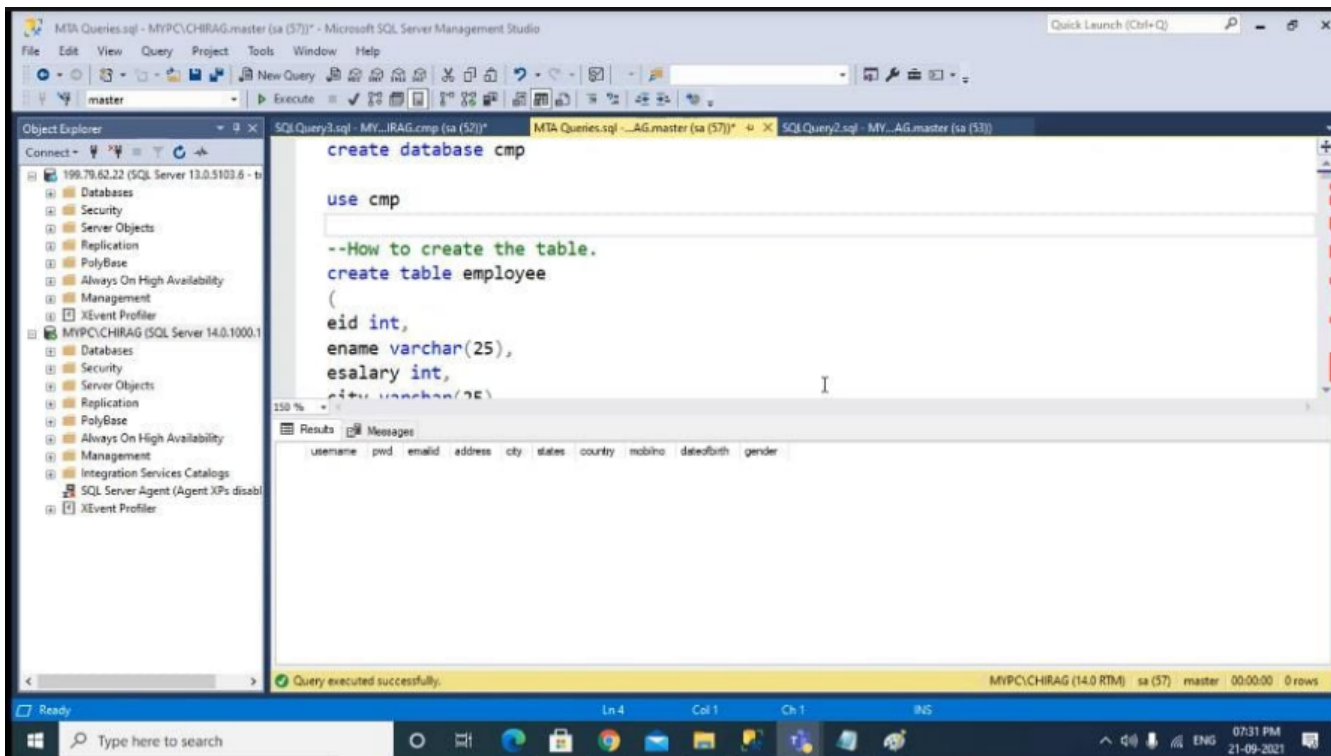 MTA Queries.sql - MYPC\CHIRAG.master (sa (57))* - Microsoft SQL Server Management Studio
Quick Launch (Ctrl+Q)
File Edit View Query Project Tools Window Help
New Query
master Execute
Object Explorer
SQLQuery3.sql - MY...IRAG.cmp (sa (52))* MTA Queries.sql -...AG.master (sa (57))* SQLQuery2.sql - MY...AG.master (sa (53))
Connect
199.79.62.22 (SQL Server 13.0.5103.6 - 
Databases
Security
Server Objects
Replication
PolyBase
Always On High Availability
Management
XEvent Profiler
MYPC\CHIRAG (SQL Server 14.0.1000.1
Databases
Security
Server Objects
Replication
PolyBase
Always On High Availability
Management
Integration Services Catalogs
SQL Server Agent (Agent XPs disabl
XEvent Profiler
create database cmp
use cmp
--How to create the table.
create table employee
(
eid int,
ename varchar(25),
esalary int,
city varchar(25)
150 %
Results Messages
username pwd emailid address city states country mobino dateofbirth gender
Query executed successfully.
MYPC\CHIRAG (14.0 RTM) sa (57) master 00:00:00 0 rows
Ready Ln 4 Col 1 Ch 1 INS
Type here to search
ENG
07:31 PM
21-09-2021